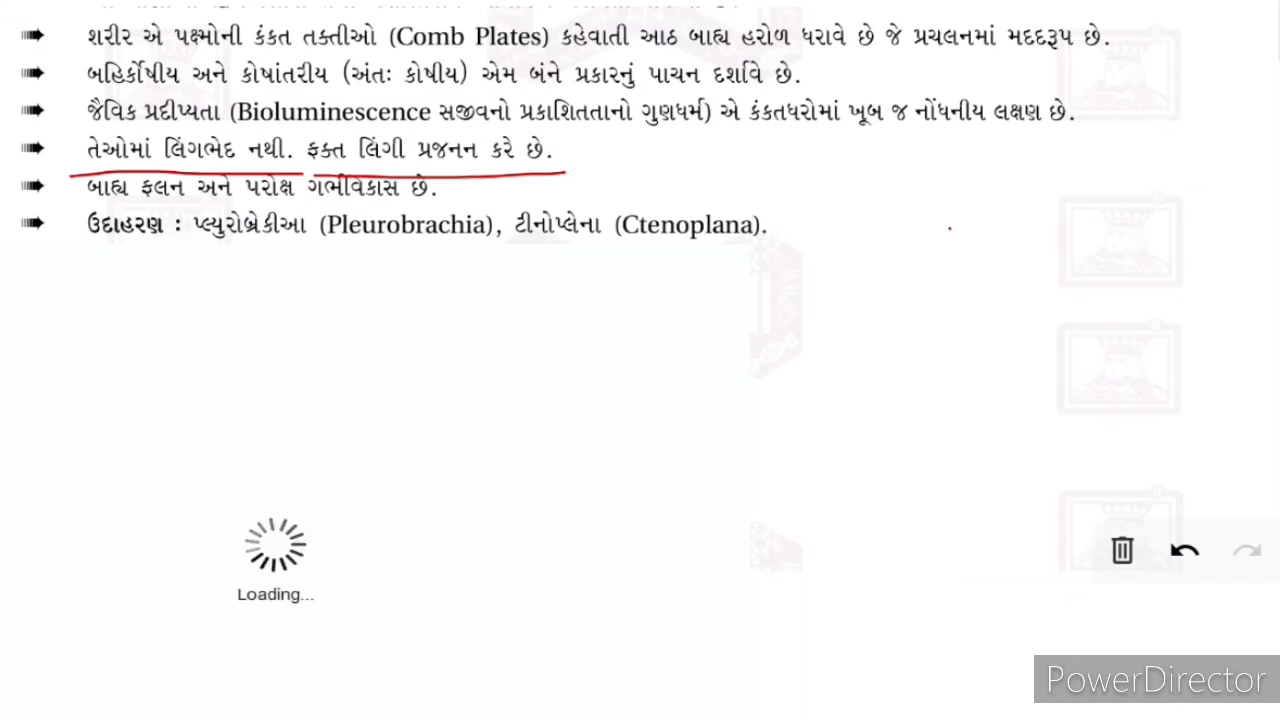 ➠ શરીર એ પક્ષ્મોની કંકત તક્તીઓ (Comb Plates) કહેવાતી આઠ બાહ્ય હરોળ ધરાવે છે જે પ્રચલનમાં મદદરૂપ છે.
➠ બહિર્કોષીય અને કોષાંતરીય (અંતઃ કોષીય) એમ બંને પ્રકારનું પાચન દર્શાવે છે.
➠ જૈવિક પ્રદીપ્યતા (Bioluminescence સજીવનો પ્રકાશિતતાનો ગુણધર્મ) એ કંકતધરોમાં ખૂબ જ નોંધનીય લક્ષણ છે.
➠ તેઓમાં લિંગભેદ નથી. ફક્ત લિંગી પ્રજનન કરે છે.
➠ બાહ્ય ફલન અને પરોક્ષ ગર્ભવિકાસ છે.
➠ ઉદાહરણ : પ્લ્યુરોબ્રેકીઆ (Pleurobrachia), ટીનોપ્લેના (Ctenoplana).
Loading...
PowerDirector